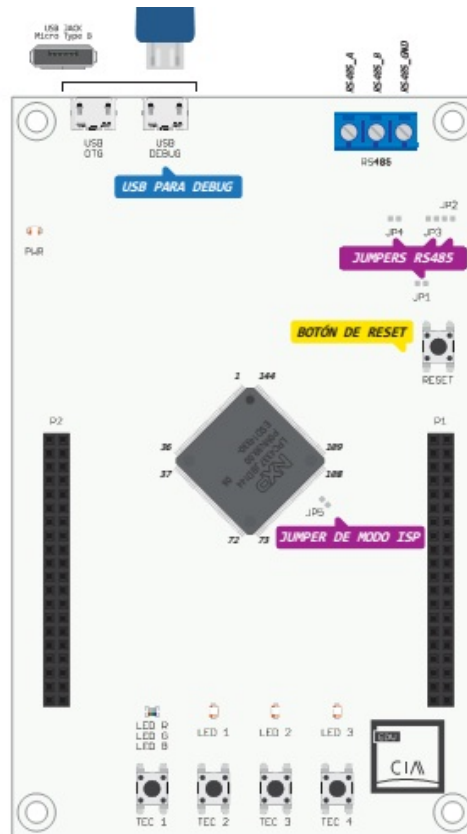 USB JACK
Micro Type B
RS485_A
RS485_B
RS485_GND
USB
OTG
USB
DEBUG
RS485
USB PARA DEBUG
JP2
JP4
JP3
PWR
JUMPERS RS485
JP1
BOTÓN DE RESET
RESET
1
144
P2
P1
36
109
37
108
NXP
JP5
72
73
JUMPER DE MODO ISP
LED R
LED G
LED B
LED 1
LED 2
LED 3
EDU
CIAA
TEC 1
TEC 2
TEC 3
TEC 4